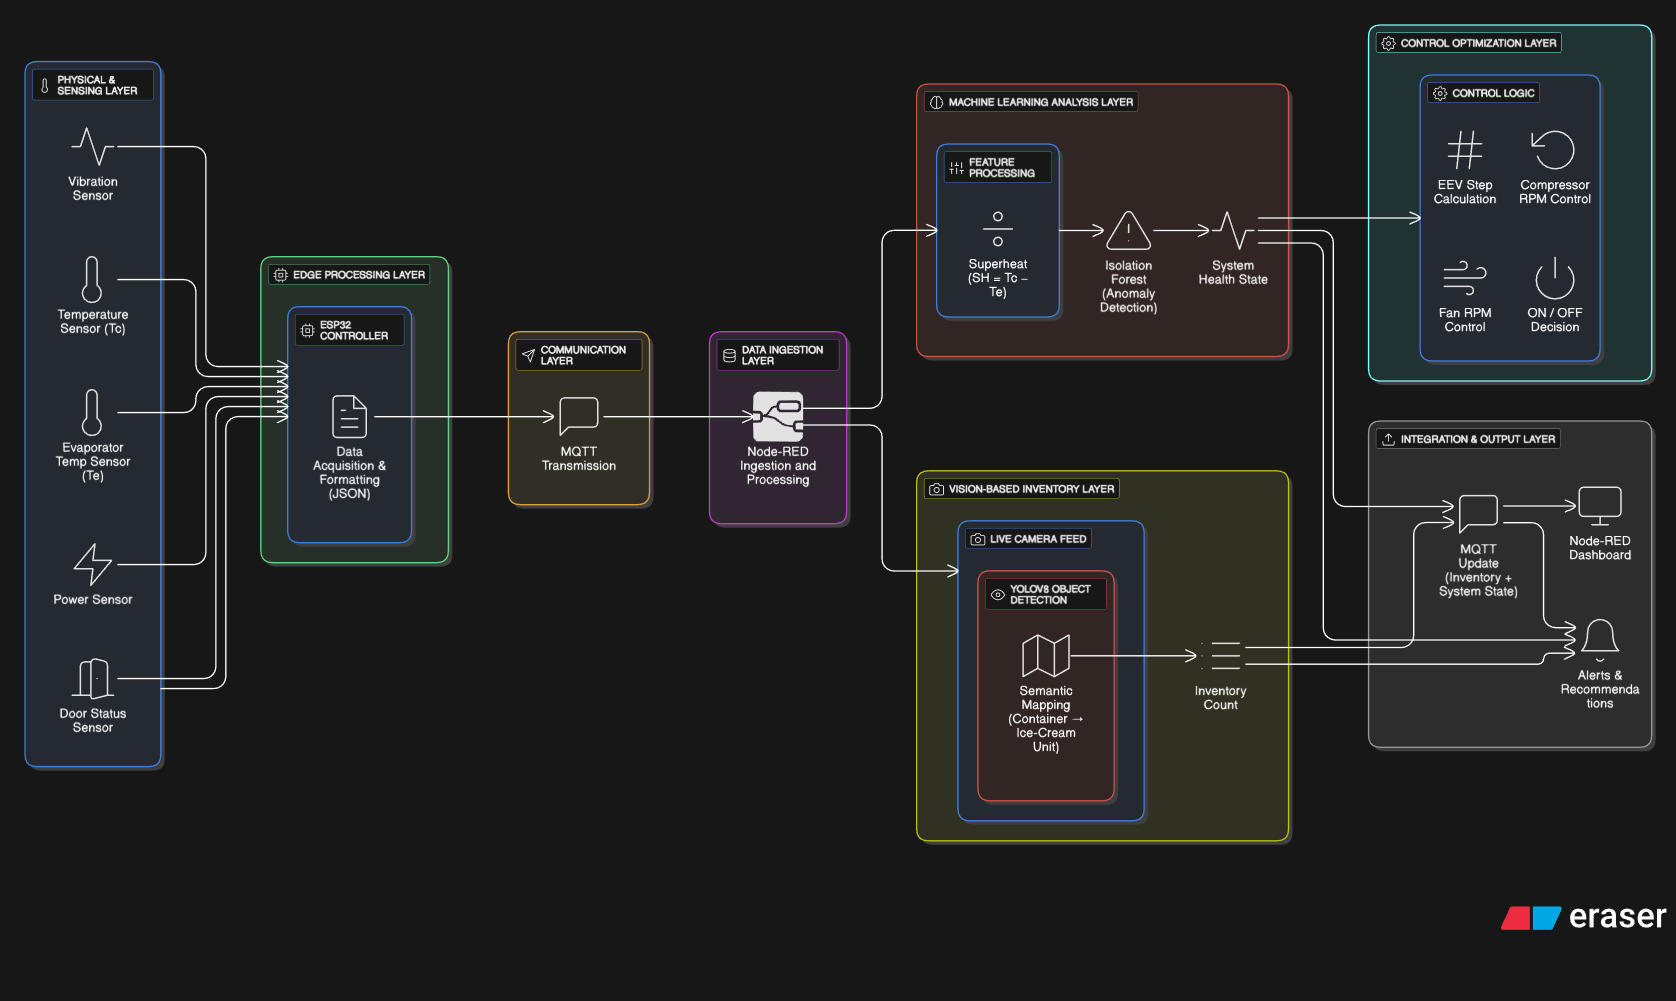 PHYSICAL &
SENSING LAYER
Vibration
Sensor
Temperature
Sensor (Tc)
Evaporator
Temp Sensor
(Te)
Power Sensor
Door Status
Sensor
EDGE PROCESSING LAYER
ESP32
CONTROLLER
Data
Acquisition &
Formatting
(JSON)
COMMUNICATION
LAYER
MQTT
Transmission
DATA INGESTION
LAYER
Node-RED
Ingestion and
Processing
MACHINE LEARNING ANALYSIS LAYER
FEATURE
PROCESSING
Superheat
(SH = Tc −
Te)
Isolation
Forest
(Anomaly
Detection)
System
Health State
VISION-BASED INVENTORY LAYER
LIVE CAMERA FEED
YOLOV8 OBJECT
DETECTION
Semantic
Mapping
(Container →
Ice-Cream
Unit)
Inventory
Count
CONTROL OPTIMIZATION LAYER
CONTROL LOGIC
EEV Step
Calculation
Compressor
RPM Control
Fan RPM
Control
ON / OFF
Decision
INTEGRATION & OUTPUT LAYER
MQTT
Update
(Inventory +
System State)
Node-RED
Dashboard
Alerts &
Recommenda
tions
eraser